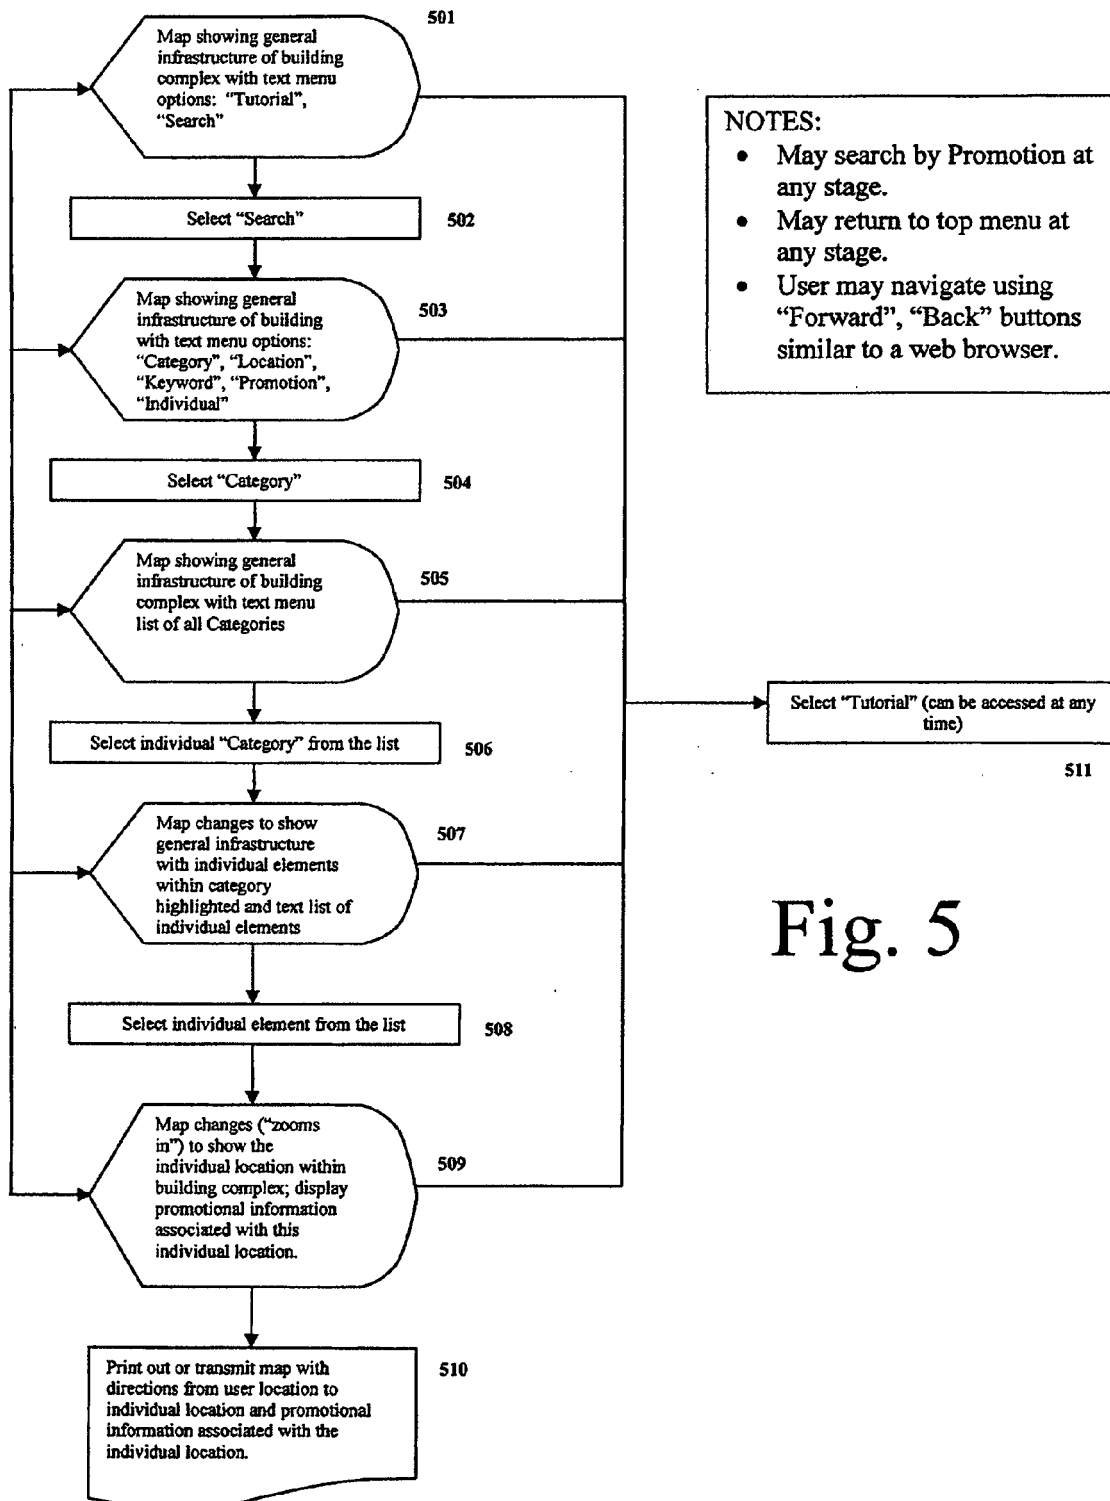 501
Map showing general
infrastructure of building
complex with text menu
options: “Tutorial”,
“Search”
Select “Search”
502
Map showing general
infrastructure of building
with text menu options:
“Category”, “Location”,
“Keyword”, “Promotion”,
“Individual”
503
Select “Category”
504
Map showing general
infrastructure of building
complex with text menu
list of all Categories
505
Select individual “Category” from the list
506
Map changes to show
general infrastructure
with individual elements
within category
highlighted and text list of
individual elements
507
Select individual element from the list
508
Map changes (“zooms
in”) to show the
individual location within
building complex; display
promotional information
associated with this
individual location.
509
Print out or transmit map with
directions from user location to
individual location and promotional
information associated with the
individual location.
510
NOTES:
• May search by Promotion at
any stage.
• May return to top menu at
any stage.
• User may navigate using
“Forward”, “Back” buttons
similar to a web browser.
Select “Tutorial” (can be accessed at any
time)
511
Fig. 5